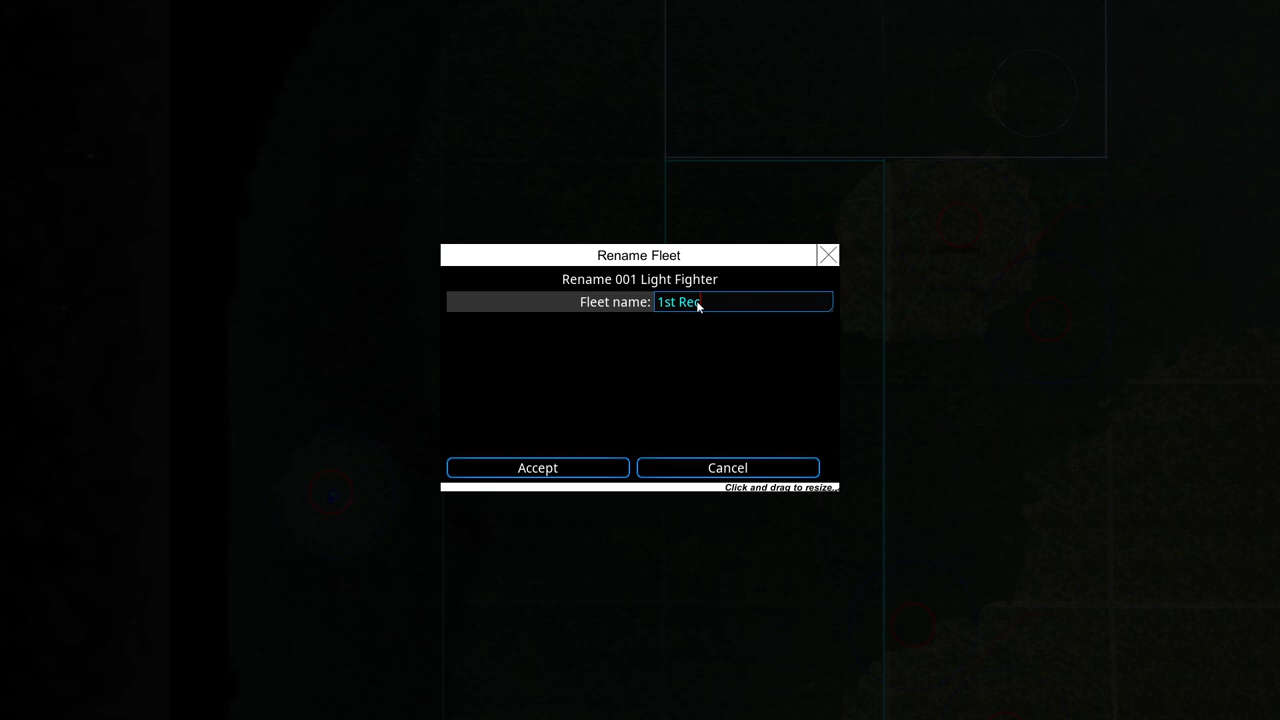 Rename Fleet
Rename 001 Light Fighter
Fleet name: 1st Rec
Accept
Cancel
Click and drag to resize...